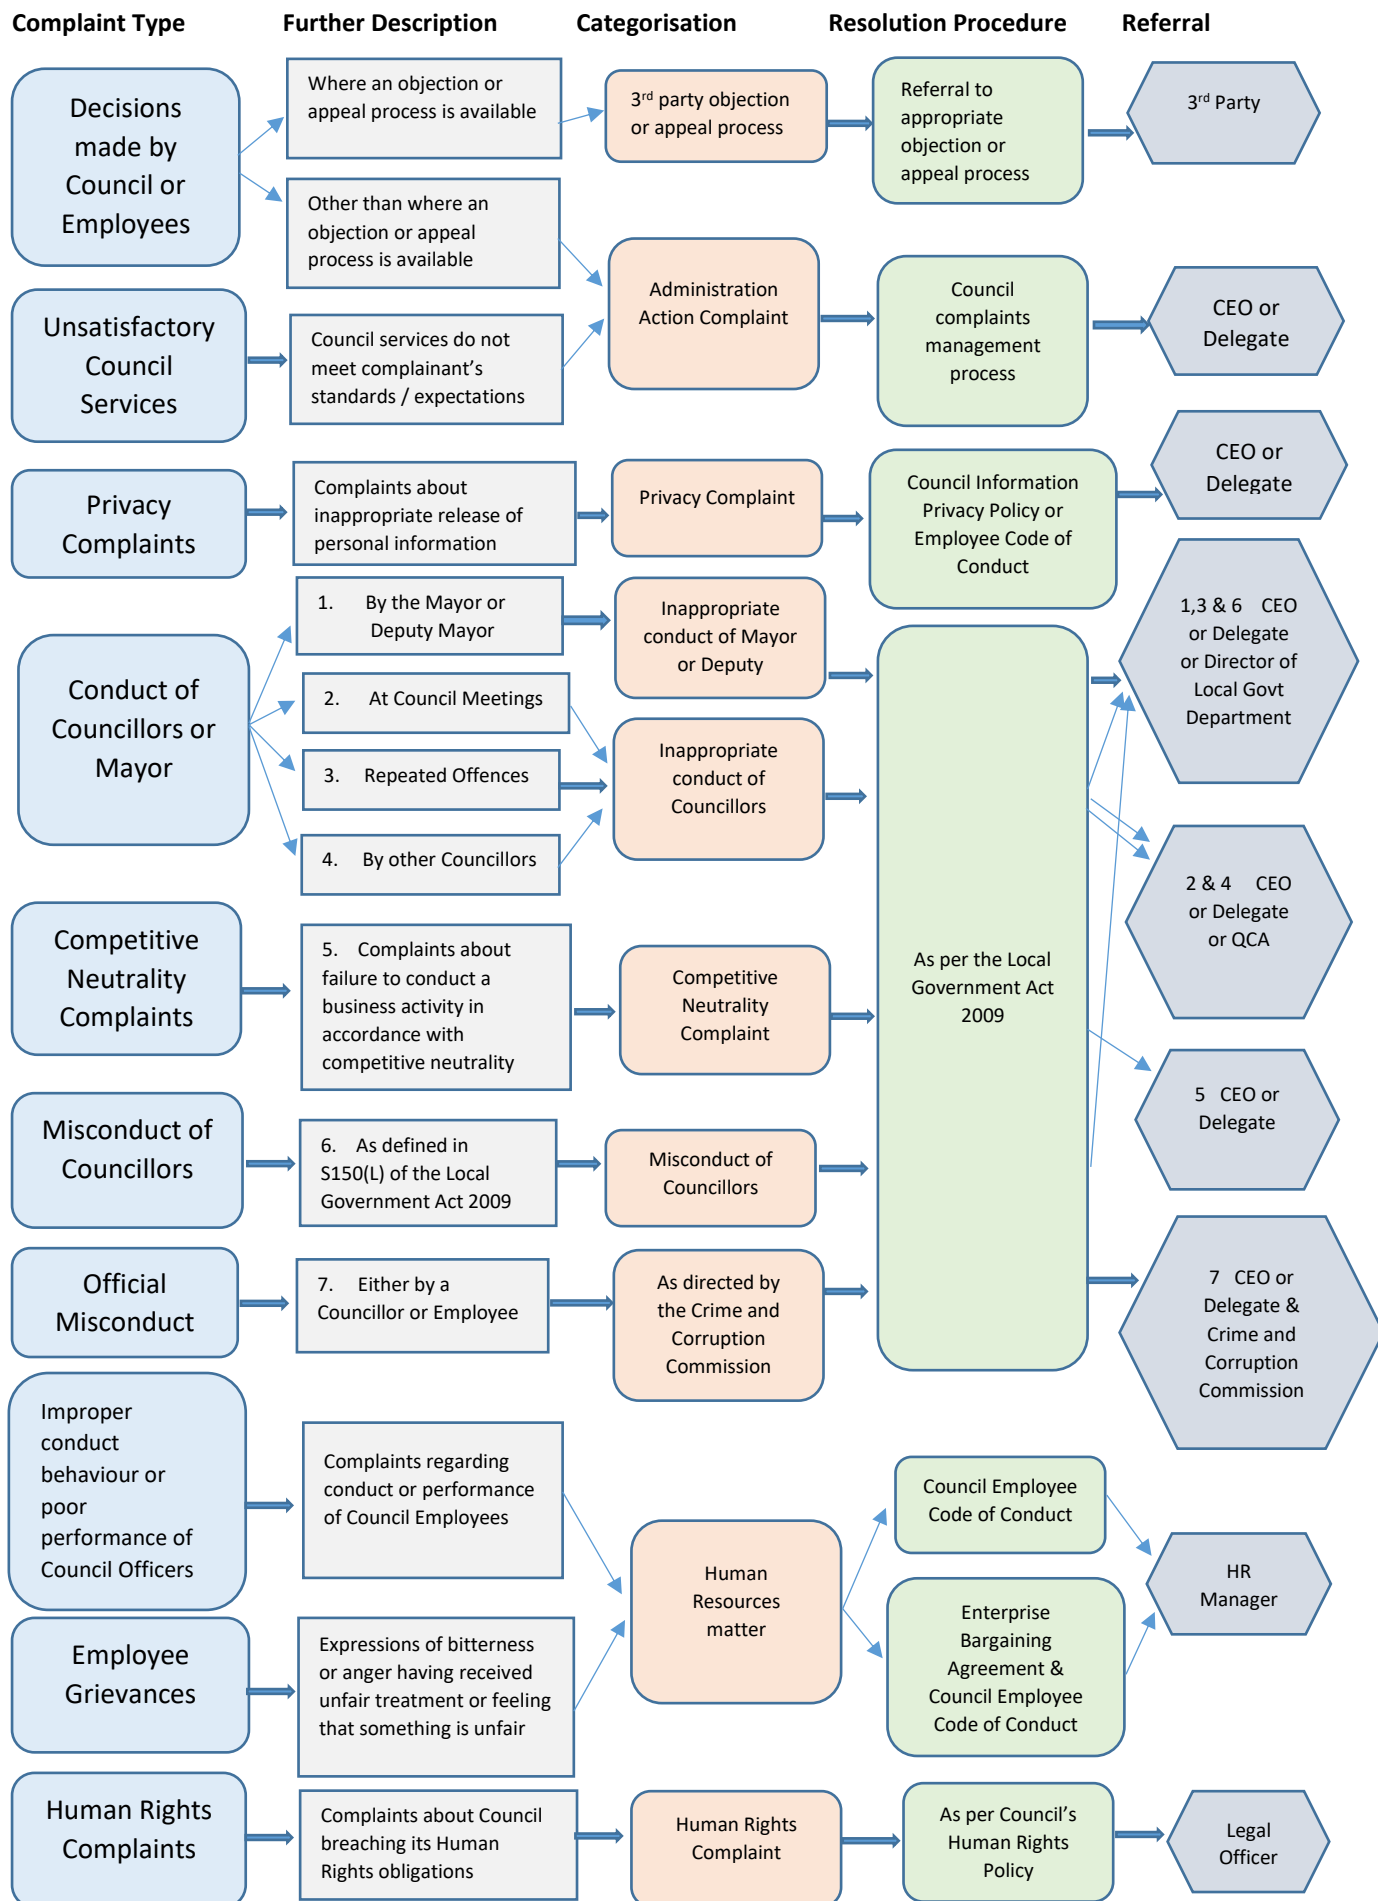 Complaint Type
Further Description
Categorisation
Resolution Procedure
Referral
Decisions
made by
Council or
Employees
Where an objection or
appeal process is available
3rd party objection
or appeal process
Referral to
appropriate
objection or
appeal process
3rd Party
Other than where an
objection or appeal
process is available
Administration
Action Complaint
Council
complaints
management
process
CEO or
Delegate
Unsatisfactory
Council
Services
Council services do not
meet complainant's
standards / expectations
Privacy
Complaints
Complaints about
inappropriate release of
personal information
Privacy Complaint
Council Information
Privacy Policy or
Employee Code of
Conduct
CEO or
Delegate
Conduct of
Councillors or
Mayor
1. By the Mayor or
Deputy Mayor
2. At Council Meetings
3. Repeated Offences
4. By other Councillors
Inappropriate
conduct of Mayor
or Deputy
Inappropriate
conduct of
Councillors
As per the Local
Government Act
2009
1,3 & 6 CEO
or Delegate
or Director of
Local Govt
Department
2 & 4 CEO
or Delegate
or QCA
Competitive
Neutrality
Complaints
5. Complaints about
failure to conduct a
business activity in
accordance with
competitive neutrality
Competitive
Neutrality
Complaint
5 CEO or
Delegate
Misconduct of
Councillors
6. As defined in
S150(L) of the Local
Government Act 2009
Misconduct of
Councillors
Official
Misconduct
7. Either by a
Councillor or Employee
As directed by
the Crime and
Corruption
Commission
7 CEO or
Delegate &
Crime and
Corruption
Commission
Improper
conduct
behaviour or
poor
performance of
Council Officers
Complaints regarding
conduct or performance
of Council Employees
Human
Resources
matter
Council Employee
Code of Conduct
Enterprise
Bargaining
Agreement &
Council Employee
Code of Conduct
HR
Manager
Employee
Grievances
Expressions of bitterness
or anger having received
unfair treatment or feeling
that something is unfair
Human Rights
Complaints
Complaints about Council
breaching its Human
Rights obligations
Human Rights
Complaint
As per Council's
Human Rights
Policy
Legal
Officer